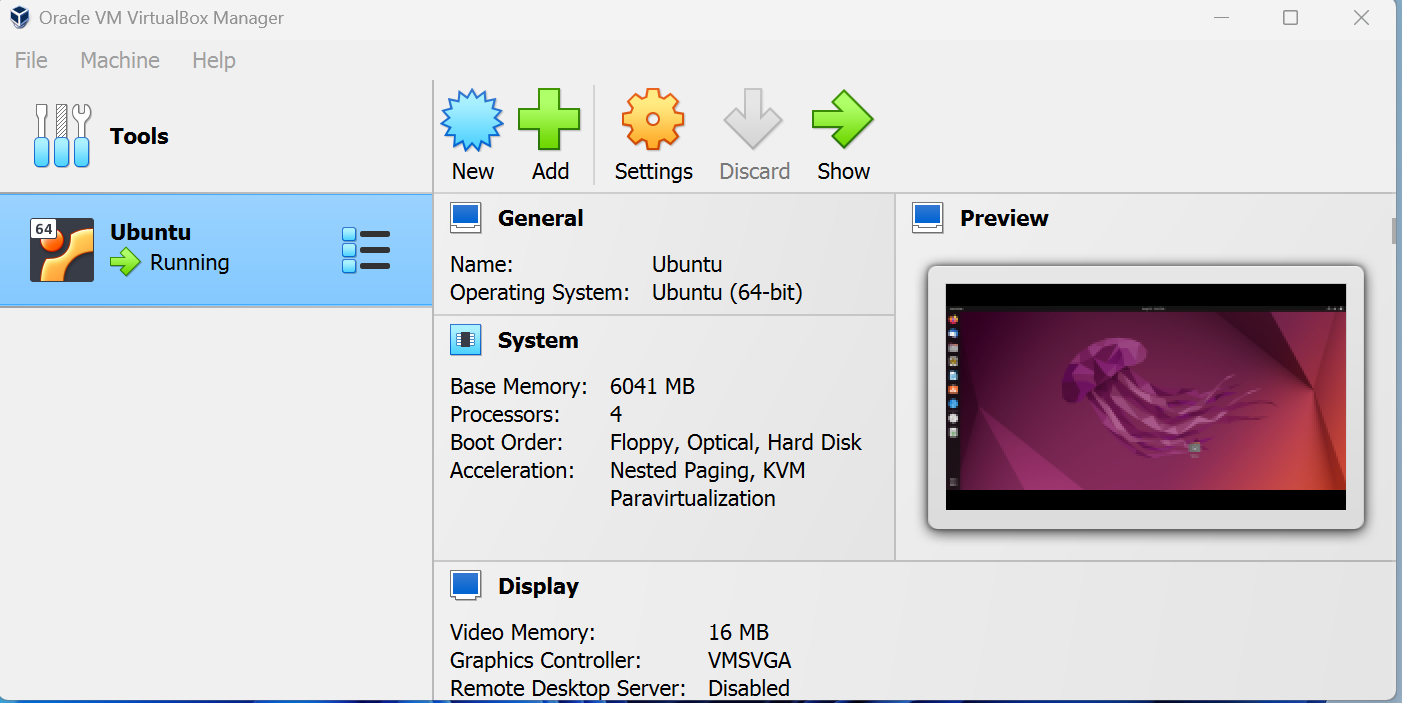 Oracle VM VirtualBox Manager
File Machine Help
Tools
New Add Settings Discard Show
64
Ubuntu
Running
General
Name: Ubuntu
Operating System: Ubuntu (64-bit)
System
Base Memory: 6041 MB
Processors: 4
Boot Order: Floppy, Optical, Hard Disk
Acceleration: Nested Paging, KVM
Paravirtualization
Preview
Display
Video Memory: 16 MB
Graphics Controller: VMSVGA
Remote Desktop Server: Disabled